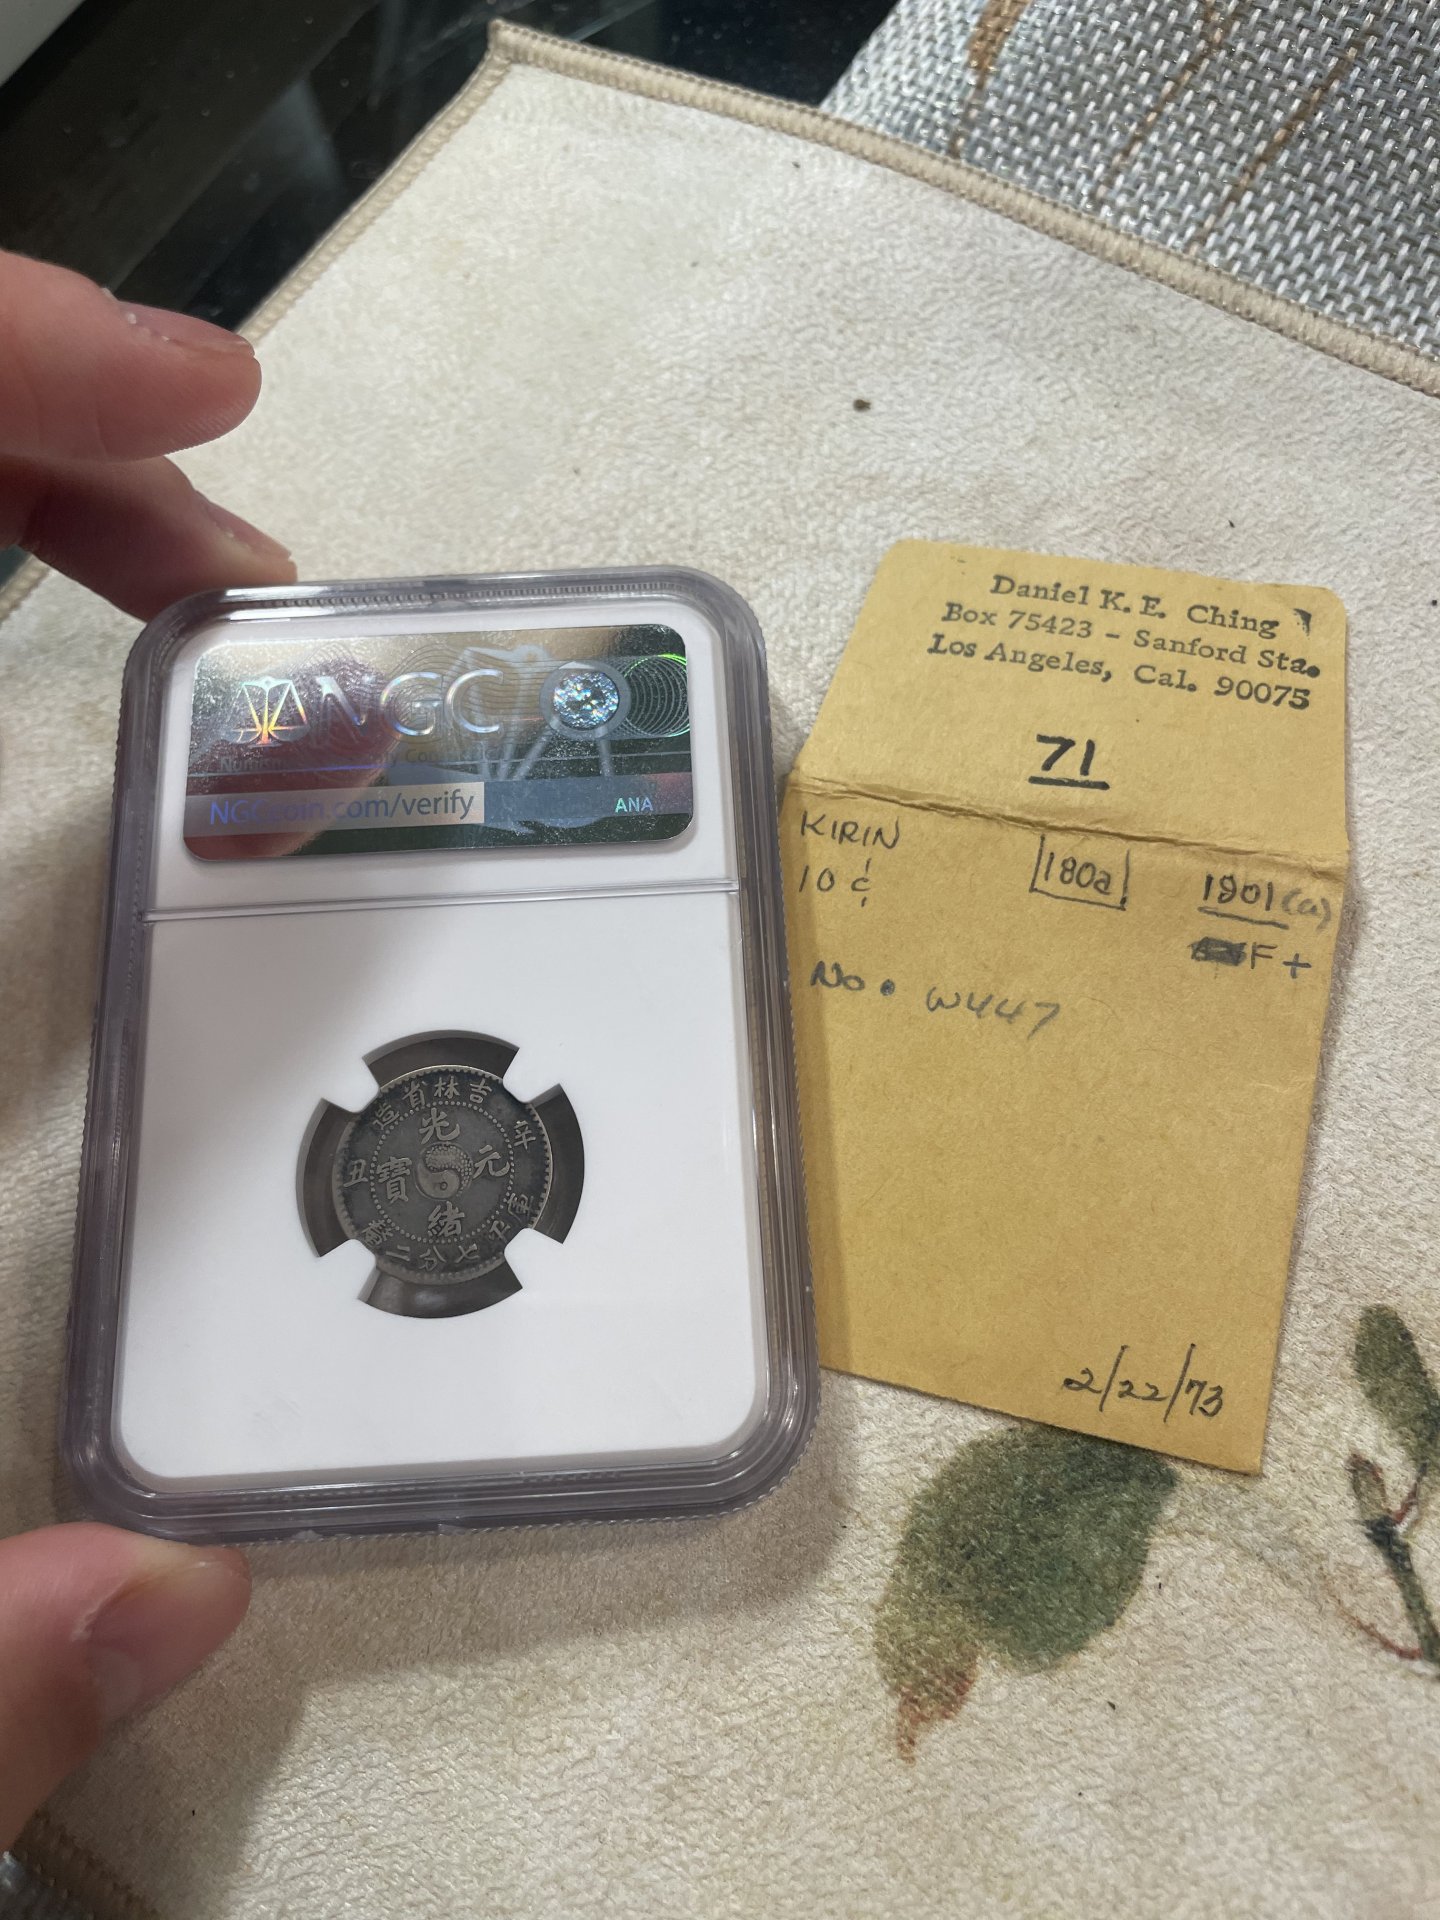 NGC
NGCcoin.com/verify
ANA
造省林吉
辛
丑
光
元
寶
緒
二分七平庫
Daniel K. E. Ching
Box 75423 - Sanford Sta.
Los Angeles, Cal. 90075
71
KIRIN
10 ¢
180a
1901 (a)
F +
No. W447
2/22/73